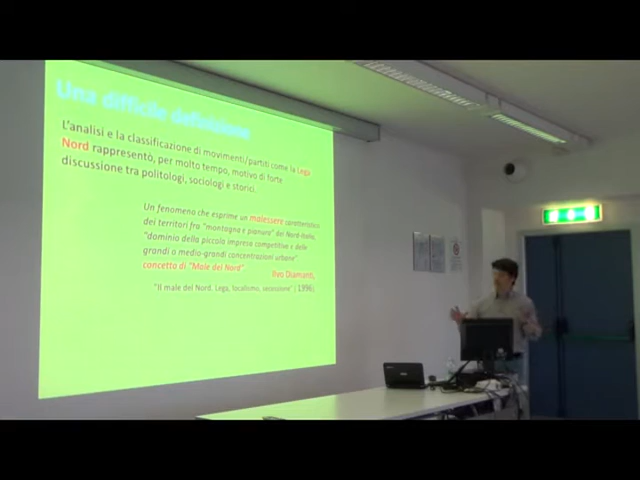 Una difficile definizione
L'analisi e la classificazione di movimenti/partiti come la Lega
Nord rappresentò, per molto tempo, motivo di forte
discussione tra politologi, sociologi e storici.
Un fenomeno che esprime un malessere caratteristico
dei territori fra "montagna e pianura" del Nord-Italia,
"dominio della piccola impresa competitiva e delle
grandi o medio-grandi concentrazioni urbane"
concetto di "Male del Nord".
Ilvo Diamanti,
"Il male del Nord. Lega, localismo, secessione" (1996).